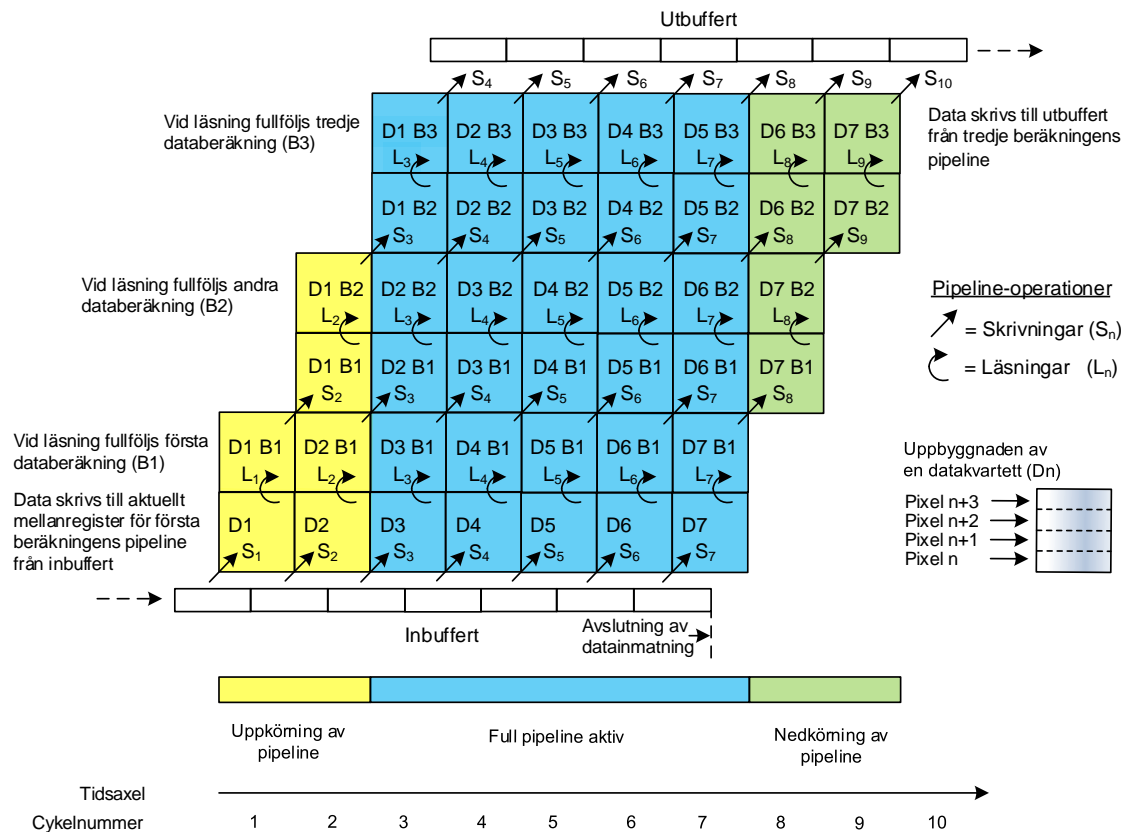 Utbuffert
S4 S5 S6 S7 S8 S9 S10
Vid läsning fullföljs tredje
databeräkning (B3)
D1 B3 D2 B3 D3 B3 D4 B3 D5 B3 D6 B3 D7 B3
L3 L4 L5 L6 L7 L8 L9
Data skrivs till utbuffert
från tredje beräkningens
pipeline
D1 B2 D2 B2 D3 B2 D4 B2 D5 B2 D6 B2 D7 B2
S3 S4 S5 S6 S7 S8 S9
Vid läsning fullföljs andra
databeräkning (B2)
D1 B2 D2 B2 D3 B2 D4 B2 D5 B2 D6 B2 D7 B2
L2 L3 L4 L5 L6 L7 L8
Pipeline-operationer
= Skrivningar (Sn)
= Läsningar (Ln)
D1 B1 D2 B1 D3 B1 D4 B1 D5 B1 D6 B1 D7 B1
S2 S3 S4 S5 S6 S7 S8
Vid läsning fullföljs första
databeräkning (B1)
D1 B1 D2 B1 D3 B1 D4 B1 D5 B1 D6 B1 D7 B1
L1 L2 L3 L4 L5 L6 L7
Uppbyggnaden av
en datakvartett (Dn)
Pixel n+3
Pixel n+2
Pixel n+1
Pixel n
Data skrivs till aktuellt
mellanregister för första
beräkningens pipeline
från inbuffert
D1 D2 D3 D4 D5 D6 D7
S1 S2 S3 S4 S5 S6 S7
Inbuffert
Avslutning av
datainmatning
Uppkörning av
pipeline
Full pipeline aktiv
Nedkörning av
pipeline
Tidsaxel
Cykelnummer 1 2 3 4 5 6 7 8 9 10